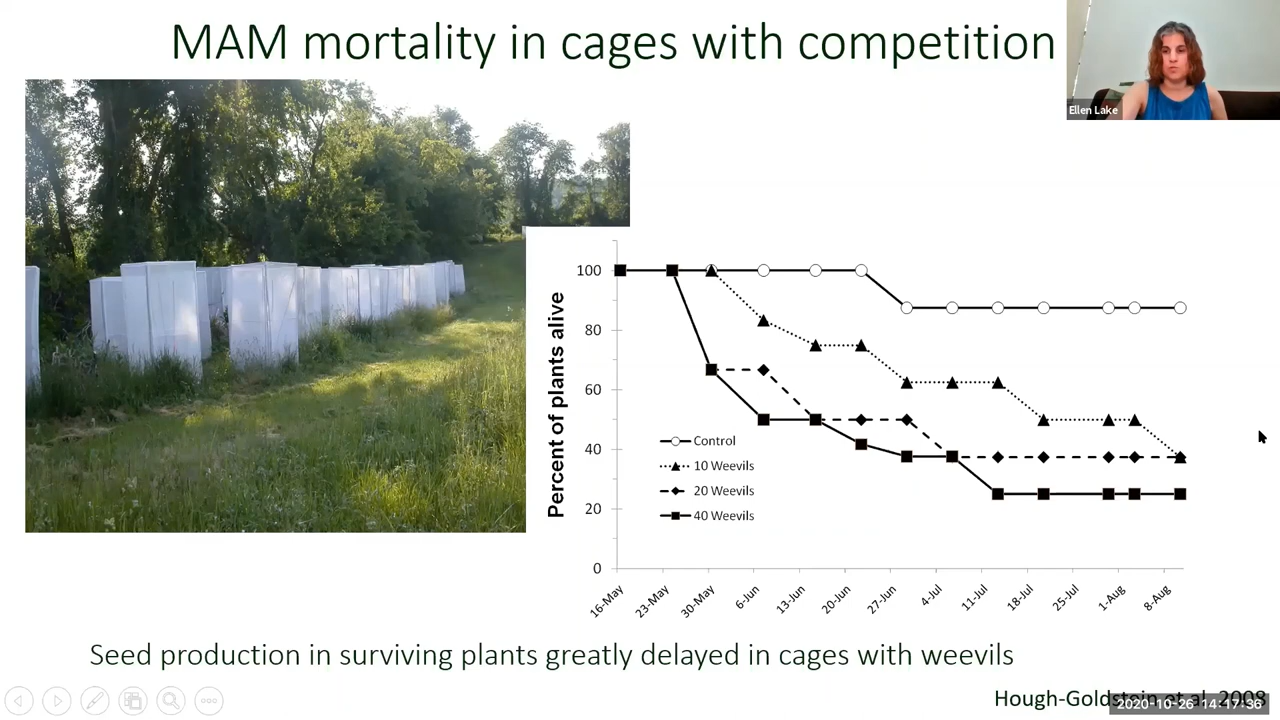 MAM mortality in cages with competition
Ellen Lake
Percent of plants alive
100
80
60
40
20
0
Control
10 Weevils
20 Weevils
40 Weevils
16-May
23-May
30-May
6-Jun
13-Jun
20-Jun
27-Jun
4-Jul
11-Jul
18-Jul
25-Jul
1-Aug
8-Aug
Seed production in surviving plants greatly delayed in cages with weevils
Hough-Goldstein et al. 2008
2020-10-26 14:17:36